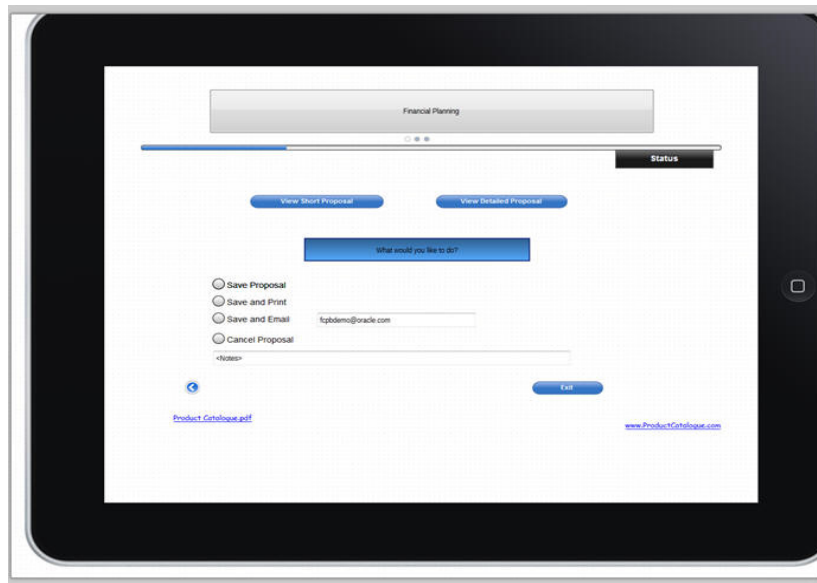 Financial Planning
Status
View Short Proposal
View Detailed Proposal
What would you like to do?
Save Proposal
Save and Print
Save and Email
fcpbdemo@oracle.com
Cancel Proposal
<Notes>
Exit
Product Catalogue.pdf
www.ProductCatalogue.com